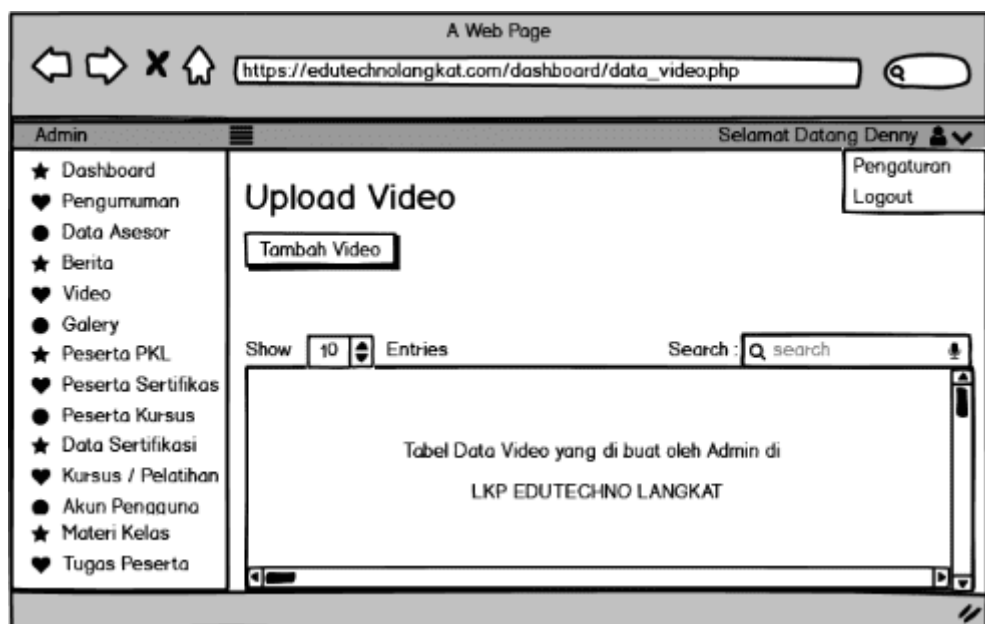 A Web Page
https://edutechnolangkat.com/dashboard/data_video.php
Admin
Selamat Datang Denny
Pengaturan
Logout
Dashboard
Pengumuman
Data Asesor
Berita
Video
Galery
Peserta PKL
Peserta Sertifikas
Peserta Kursus
Data Sertifikasi
Kursus / Pelatihan
Akun Pengguna
Materi Kelas
Tugas Peserta
Upload Video
Tambah Video
Show 10 Entries
Search : search
Tabel Data Video yang di buat oleh Admin di
LKP EDUTECHNO LANGKAT